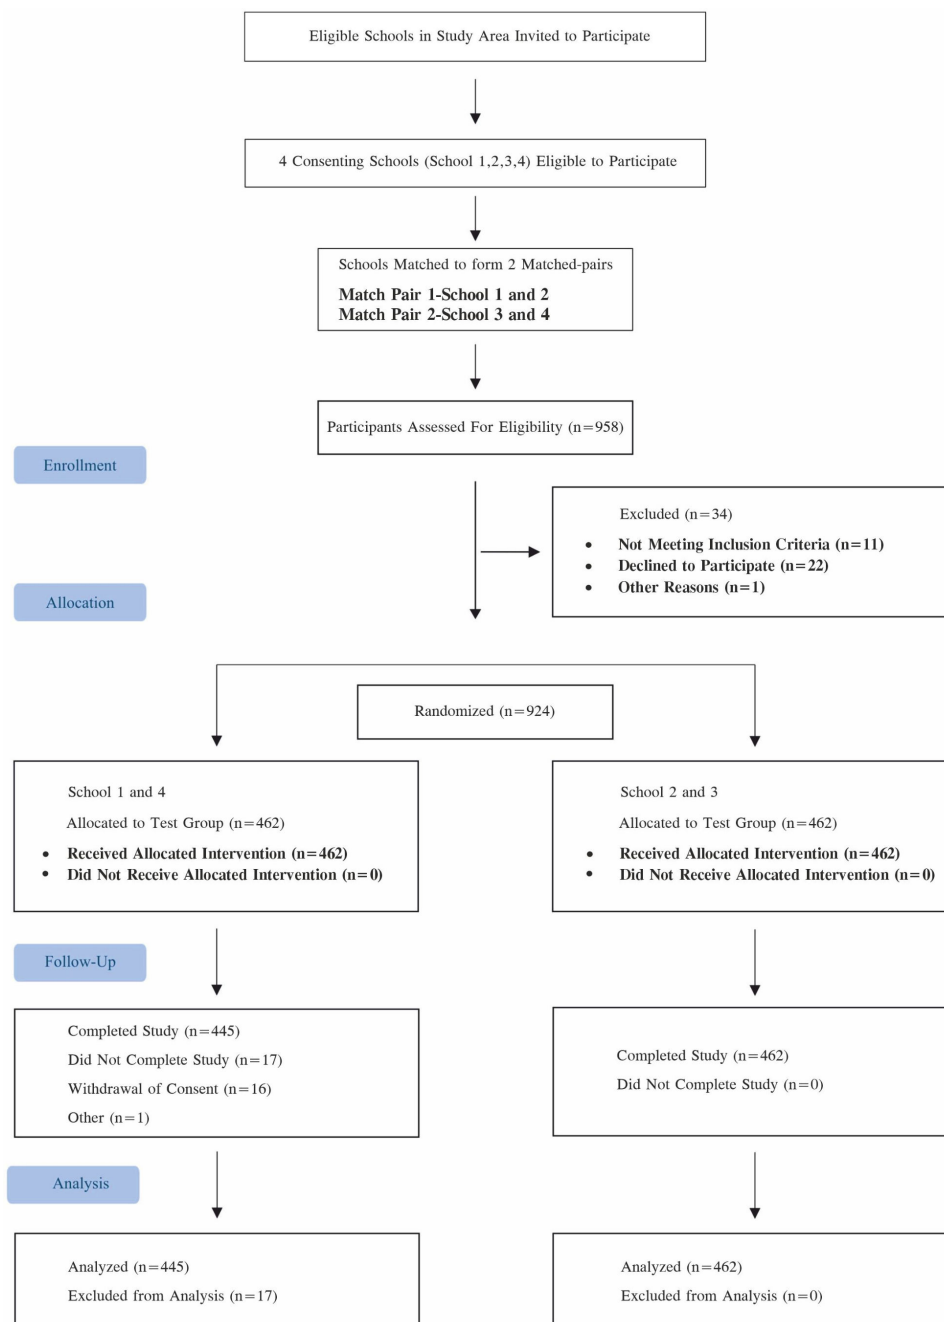 Eligible Schools in Study Area Invited to Participate
4 Consenting Schools (School 1,2,3,4) Eligible to Participate
Schools Matched to form 2 Matched-pairs
Match Pair 1-School 1 and 2
Match Pair 2-School 3 and 4
Participants Assessed For Eligibility (n=958)
Enrollment
Excluded (n=34)
• Not Meeting Inclusion Criteria (n=11)
• Declined to Participate (n=22)
• Other Reasons (n=1)
Allocation
Randomized (n=924)
School 1 and 4
Allocated to Test Group (n=462)
• Received Allocated Intervention (n=462)
• Did Not Receive Allocated Intervention (n=0)
School 2 and 3
Allocated to Test Group (n=462)
• Received Allocated Intervention (n=462)
• Did Not Receive Allocated Intervention (n=0)
Follow-Up
Completed Study (n=445)
Did Not Complete Study (n=17)
Withdrawal of Consent (n=16)
Other (n=1)
Completed Study (n=462)
Did Not Complete Study (n=0)
Analysis
Analyzed (n=445)
Excluded from Analysis (n=17)
Analyzed (n=462)
Excluded from Analysis (n=0)